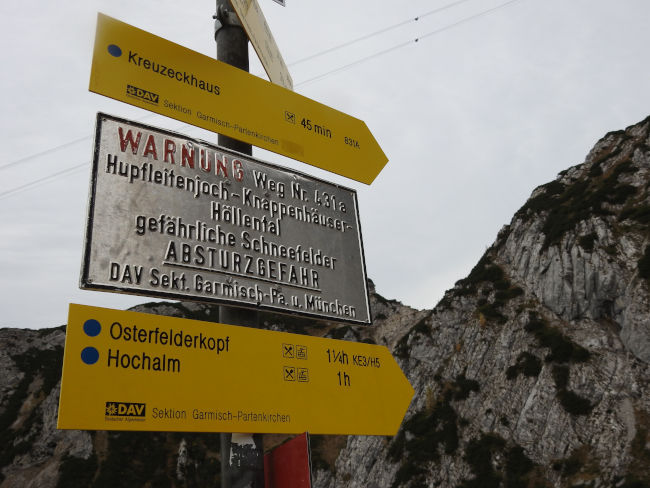 Kreuzeckhaus
DAV Sektion Garmisch-Partenkirchen 45 min 831A
WARNUNG Weg Nr. 431a
Huptleitenjoch-Knappenhäuser-
Höllental
gefährliche Schneefelder
ABSTURZGEFAHR
DAV Sekt. Garmisch-Pa. u. München
Osterfelderkopf 1¼h KE3/H5
Hochalm 1h
DAV Sektion Garmisch-Partenkirchen